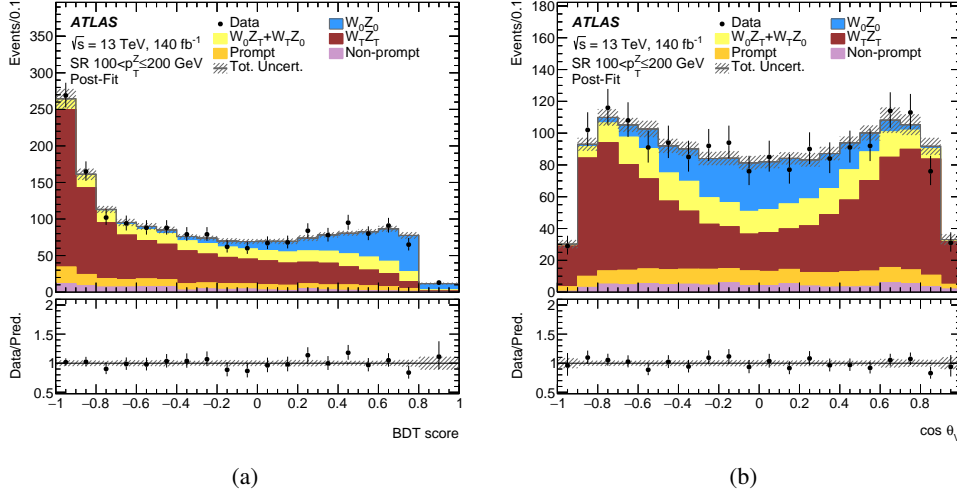 Events/0.1
ATLAS
√s = 13 TeV, 140 fb⁻¹
SR 100<p_T^Z≤200 GeV
Post-Fit
Data
W₀Z_T+W_TZ₀
Prompt
Tot. Uncert.
W₀Z₀
W_TZ_T
Non-prompt
350
300
250
200
150
100
50
0
Data/Pred.
2
1.5
1
0.5
−1 −0.8 −0.6 −0.4 −0.2 0 0.2 0.4 0.6 0.8 1
BDT score
(a)
Events/0.1
ATLAS
√s = 13 TeV, 140 fb⁻¹
SR 100<p_T^Z≤200 GeV
Post-Fit
Data
W₀Z_T+W_TZ₀
Prompt
Tot. Uncert.
W₀Z₀
W_TZ_T
Non-prompt
180
160
140
120
100
80
60
40
20
0
Data/Pred.
2
1.5
1
0.5
−1 −0.8 −0.6 −0.4 −0.2 0 0.2 0.4 0.6 0.8
cos θ
(b)